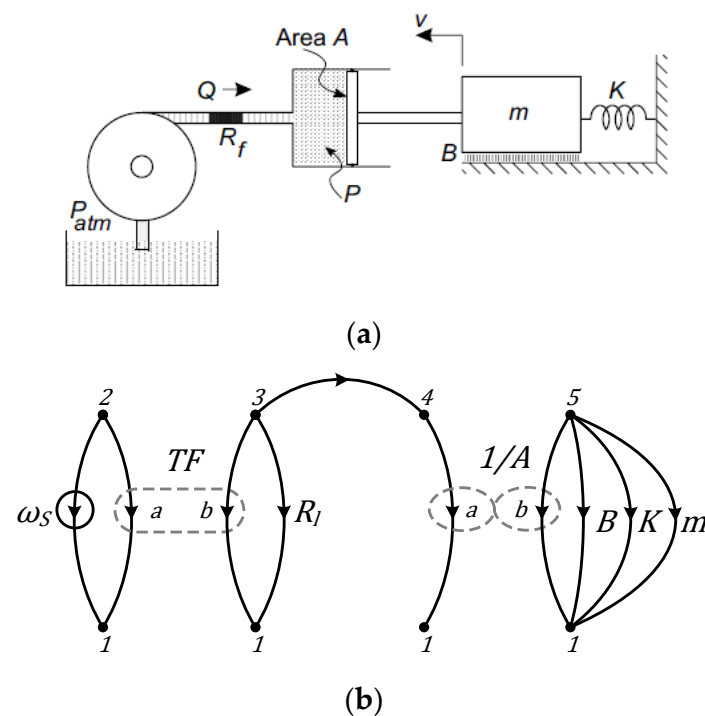 Area A
v
Q
K
m
R_f
B
P
P_atm
(a)
2 3 4 5
TF 1/A
ω_S a b R_l a b B K m
1 1 1 1
(b)